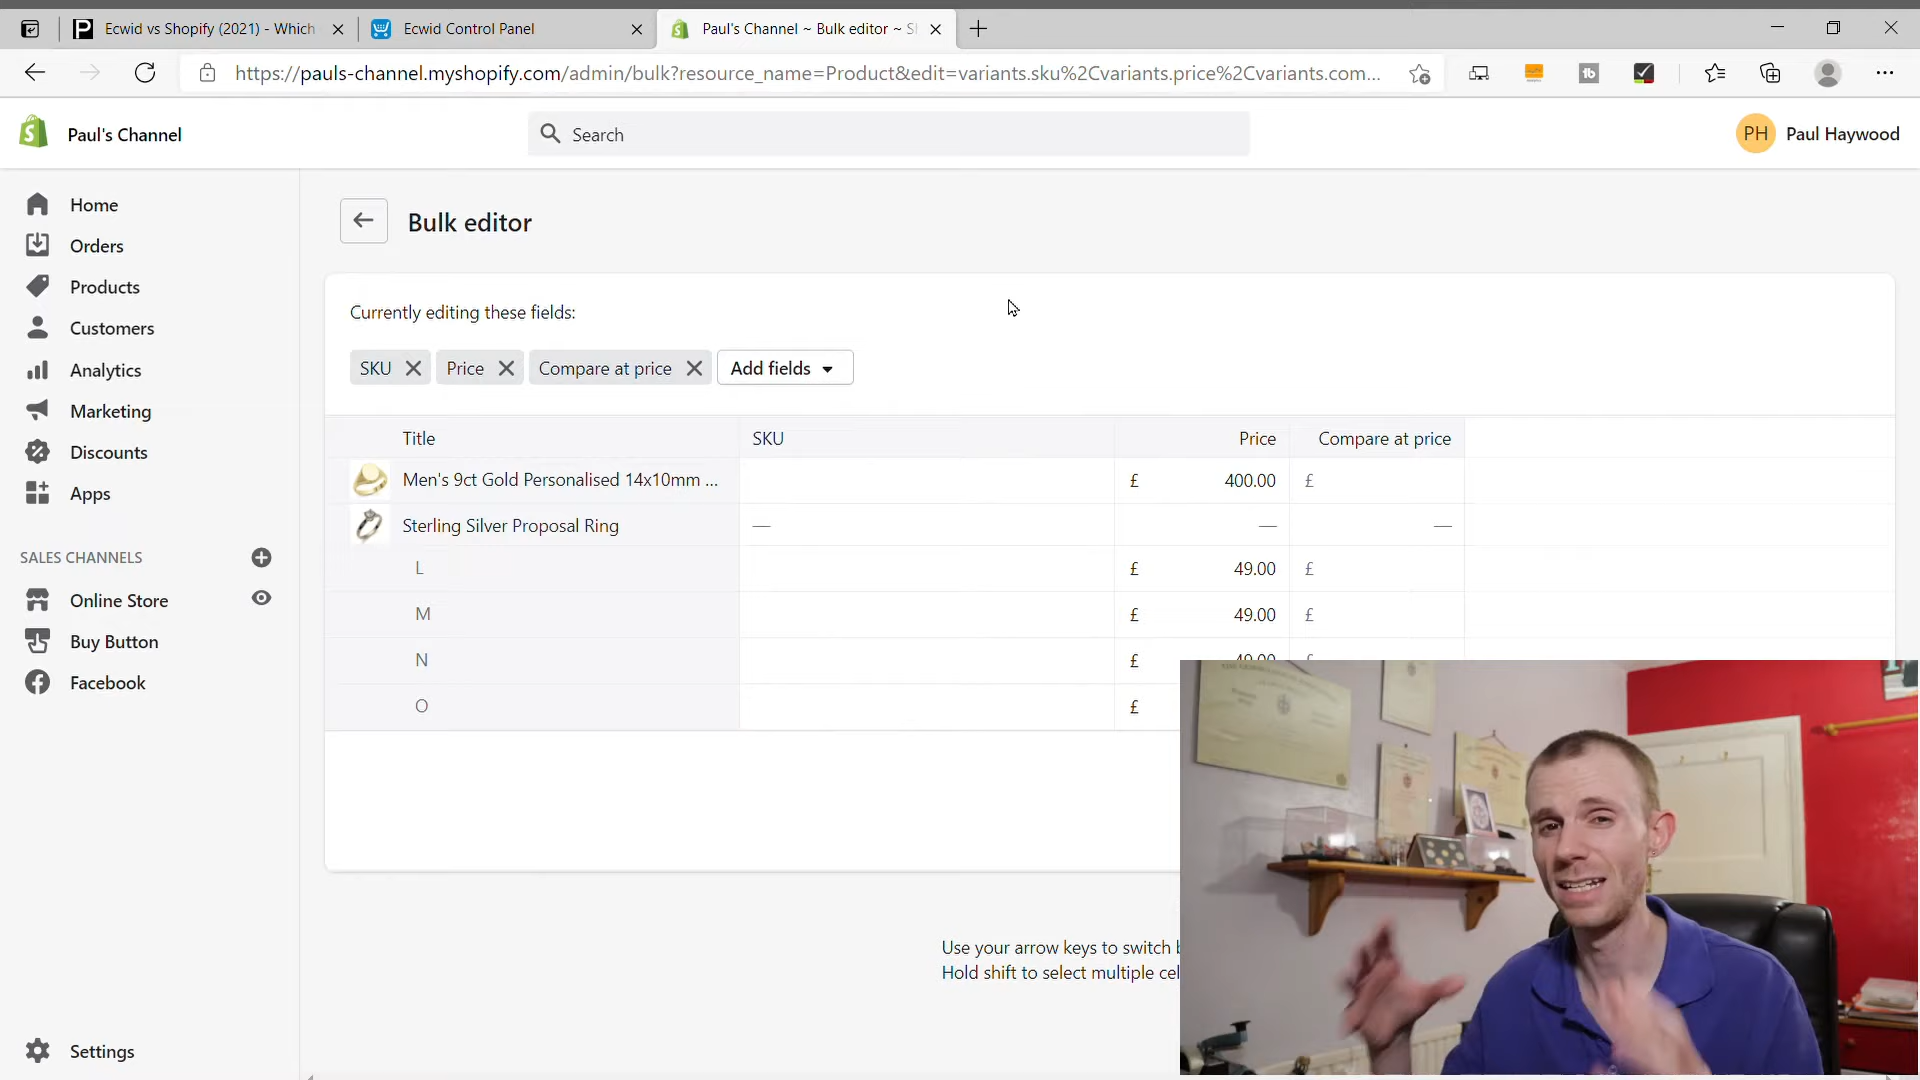 Ecwid vs Shopify (2021) - Which
Ecwid Control Panel
Paul's Channel ~ Bulk editor ~
https://pauls-channel.myshopify.com/admin/bulk?resource_name=Product&edit=variants.sku%2Cvariants.price%2Cvariants.com...
Paul's Channel
Search
PH Paul Haywood
Home
Orders
Products
Customers
Analytics
Marketing
Discounts
Apps
SALES CHANNELS
Online Store
Buy Button
Facebook
Settings
Bulk editor
Currently editing these fields:
SKU Price Compare at price Add fields
Title SKU Price Compare at price
Men's 9ct Gold Personalised 14x10mm ... £ 400.00 £
Sterling Silver Proposal Ring — — —
L £ 49.00 £
M £ 49.00 £
N £ 49.00 £
O £
Use your arrow keys to switch
Hold shift to select multiple